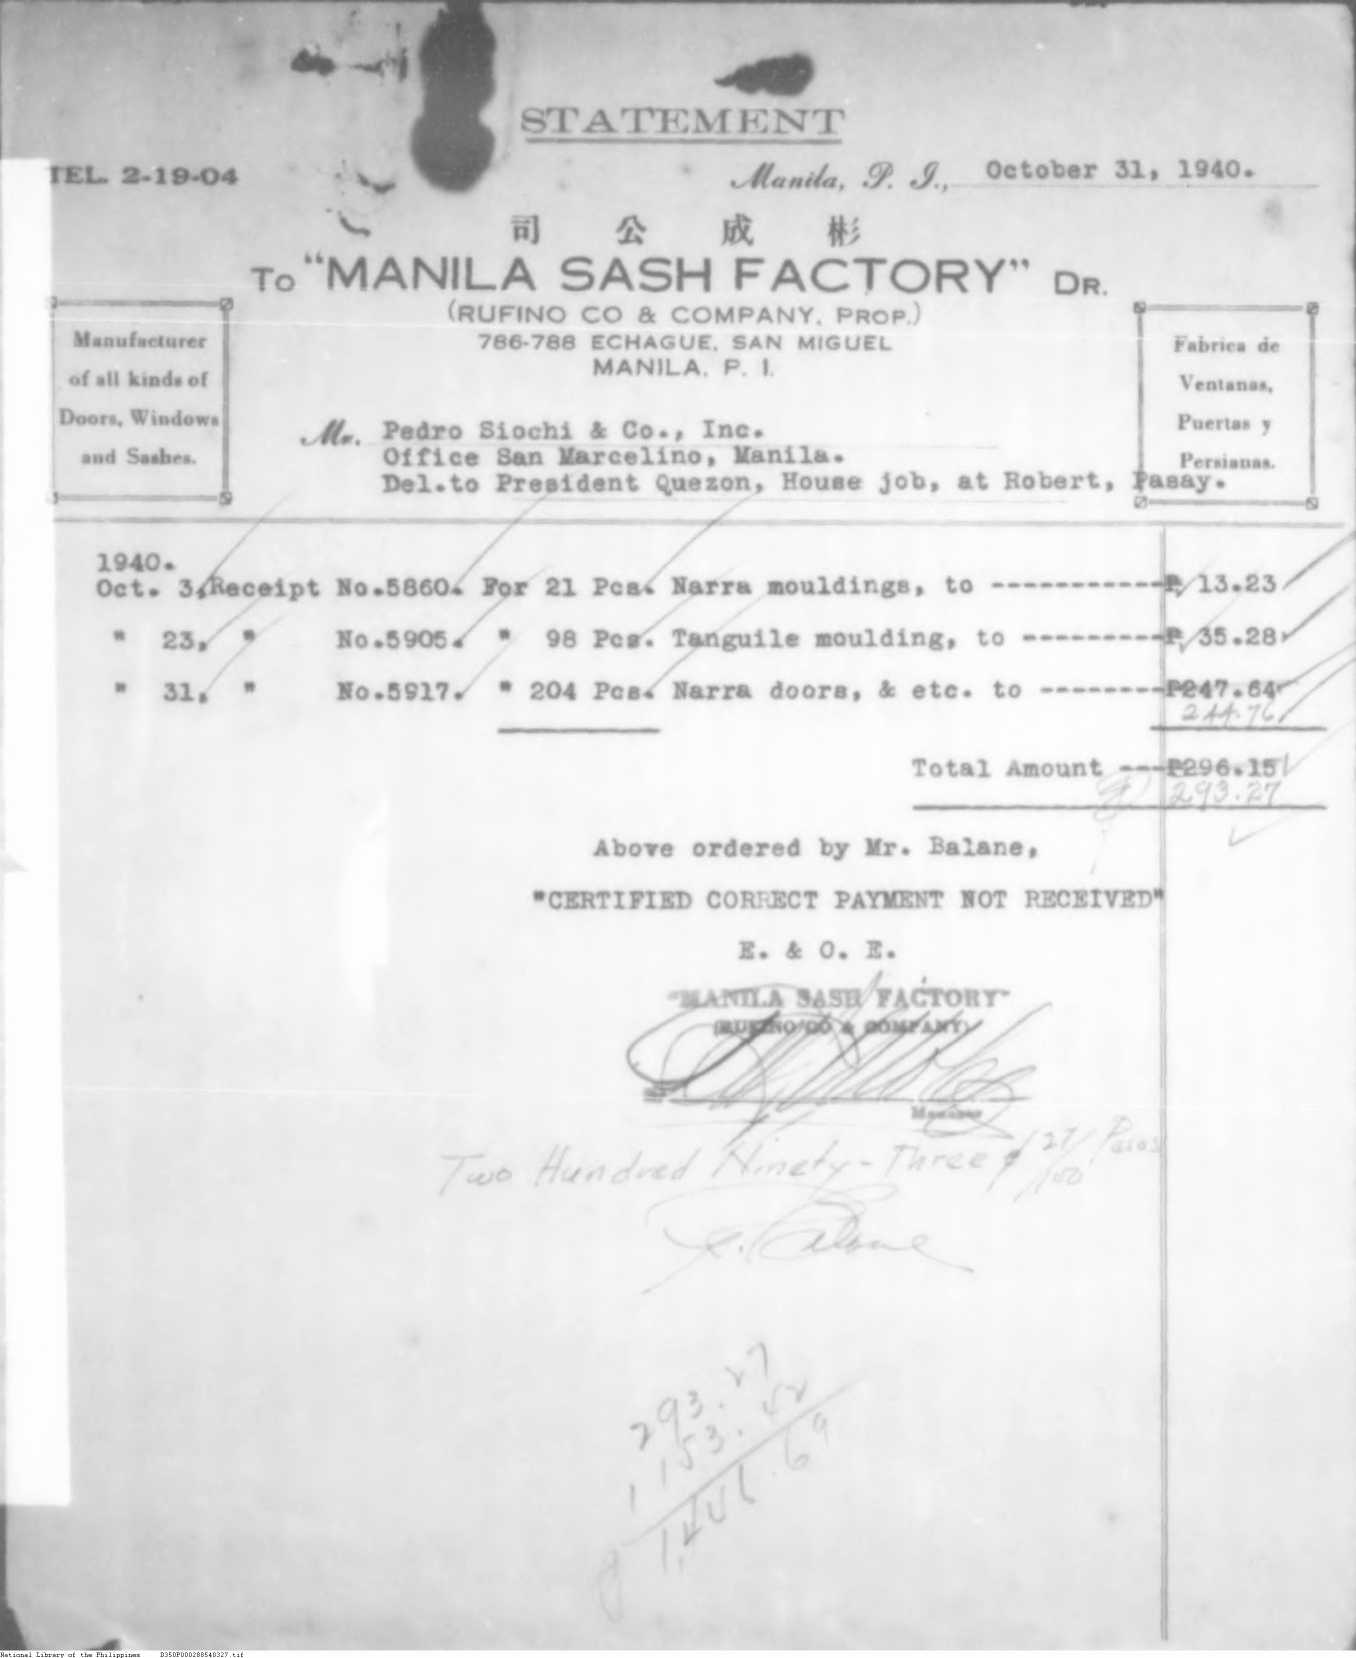 STATEMENT
TEL. 2-19-04
Manila, P. I., October 31, 1940.
司 公 成 彬
To "MANILA SASH FACTORY" DR.
(RUFINO CO & COMPANY, PROP.)
786-788 ECHAGUE, SAN MIGUEL
MANILA, P. I.
Manufacturer
of all kinds of
Doors, Windows
and Sashes.
Fabrica de
Ventanas,
Puertas y
Persianas.
Mr. Pedro Siochi & Co., Inc.
Office San Marcelino, Manila.
Del.to President Quezon, House job, at Robert, Pasay.
1940.
Oct. 3, Receipt No.5860. For 21 Pcs. Narra mouldings, to -----------₱ 13.23
" 23, " No.5905. " 98 Pcs. Tanguile moulding, to ---------₱ 35.28
" 31, " No.5917. " 204 Pcs. Narra doors, & etc. to --------₱247.64
244.76
Total Amount ---₱296.15
293.27
Above ordered by Mr. Balane,
"CERTIFIED CORRECT PAYMENT NOT RECEIVED"
E. & O. E.
"MANILA SASH FACTORY"
(RUFINO CO & COMPANY)
Manager
Two Hundred Ninety-Three & 27/100 Pesos
Balane
293.27
1153.42
1,446.69
National Library of the Philippines D350P000288540327.tif